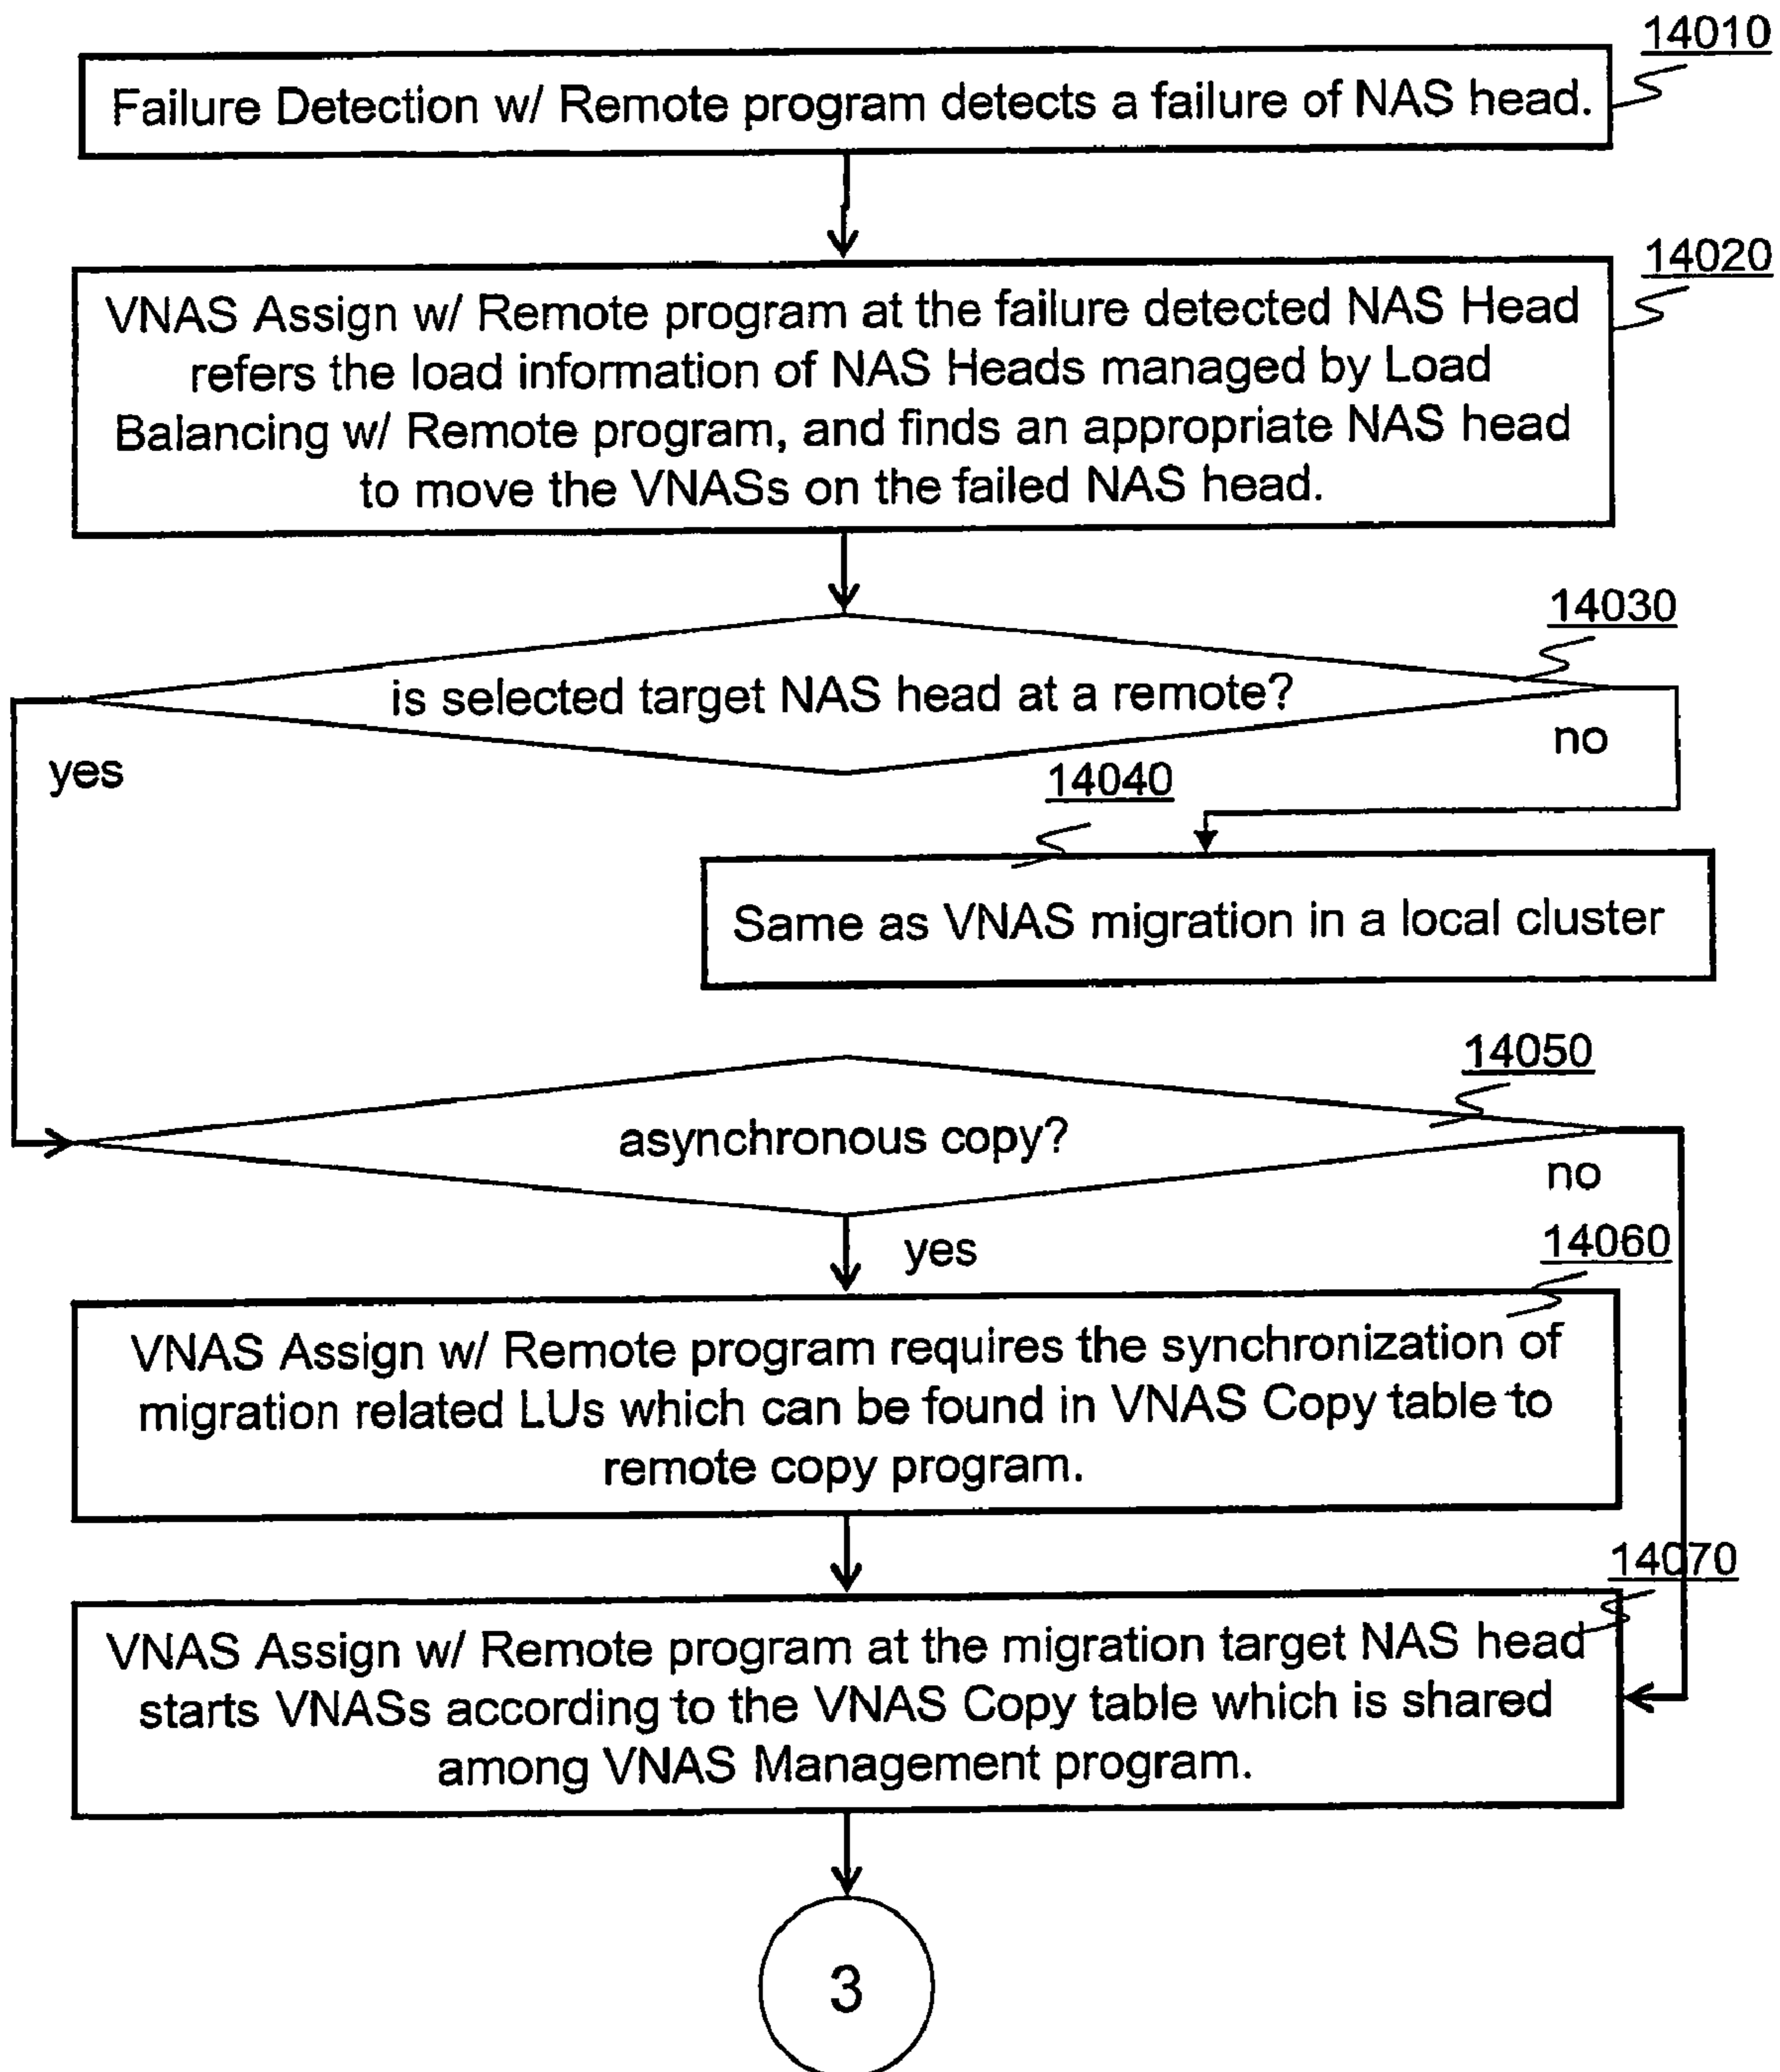 14010
Failure Detection w/ Remote program detects a failure of NAS head.
14020
VNAS Assign w/ Remote program at the failure detected NAS Head
refers the load information of NAS Heads managed by Load
Balancing w/ Remote program, and finds an appropriate NAS head
to move the VNASs on the failed NAS head.
14030
is selected target NAS head at a remote?
no
yes
14040
Same as VNAS migration in a local cluster
14050
asynchronous copy?
no
yes
14060
VNAS Assign w/ Remote program requires the synchronization of
migration related LUs which can be found in VNAS Copy table to
remote copy program.
14070
VNAS Assign w/ Remote program at the migration target NAS head
starts VNASs according to the VNAS Copy table which is shared
among VNAS Management program.
3